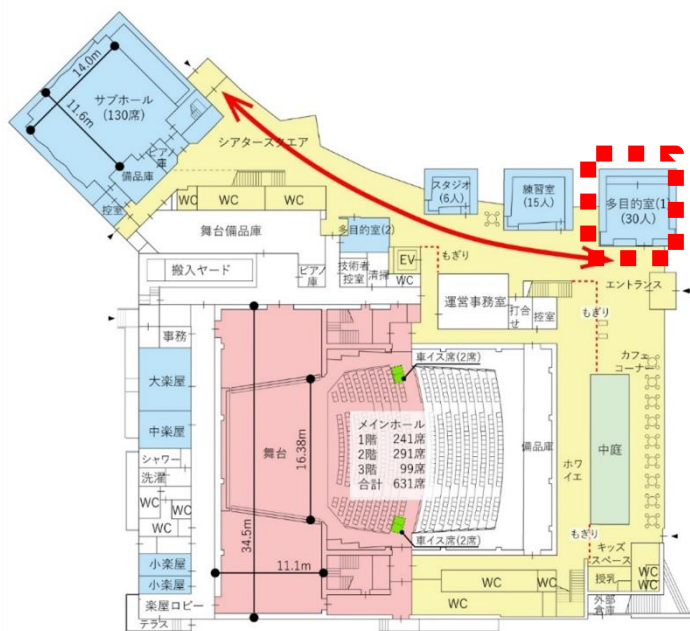 14.0m
11.6m
サブホール
(130席)
ピアノ
庫
備品庫
控室
シアタースクエア
スタジオ
(6人)
練習室
(15人)
多目的室(1)
(30人)
WC
WC
WC
舞台備品庫
多目的室(2)
搬入ヤード
ピアノ
庫
技術者
控室
清掃
EV
WC
もぎり
運営事務室
打合
せ
控室
エントランス
もぎり
事務
大楽屋
中楽屋
シャワー
洗濯
WC
WC
WC
小楽屋
小楽屋
楽屋ロビー
テラス
舞台
16.38m
34.5m
11.1m
車イス席(2席)
メインホール
1階 241席
2階 291席
3階 99席
合計 631席
車イス席(2席)
備品庫
ホワ
イエ
中庭
カフェ
コーナー
もぎり
キッズ
スペース
授乳
WC
WC
外部
倉庫
WC
WC
WC